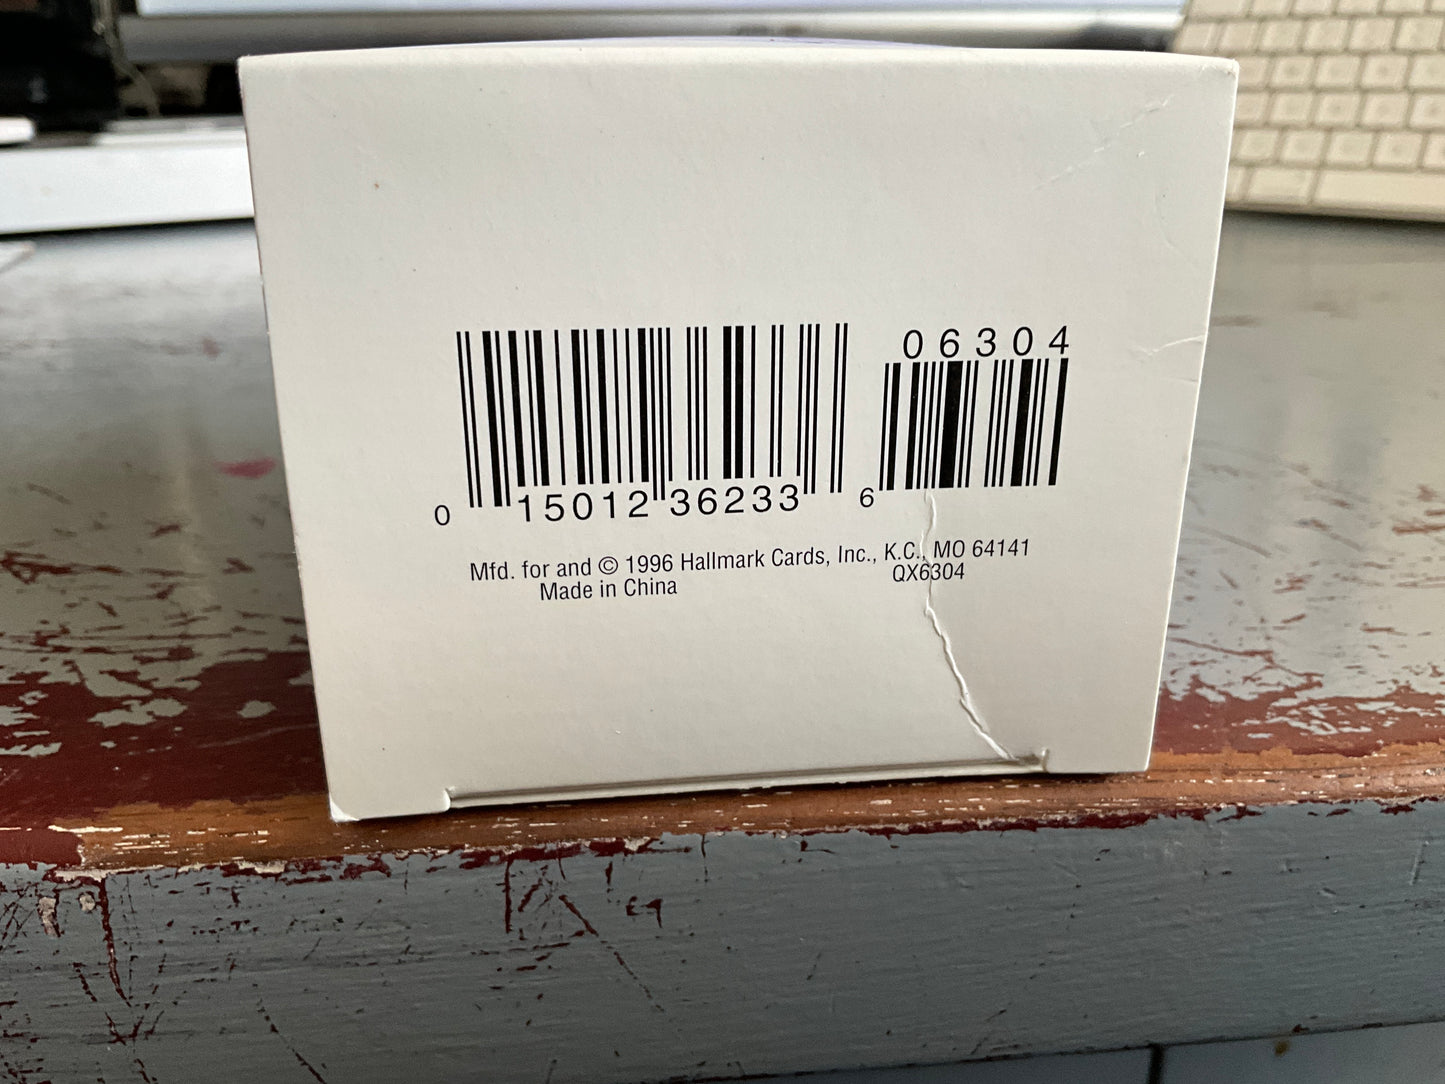 06304
0 15012 36233 6
Mfd. for and © 1996 Hallmark Cards, Inc., K.C., MO 64141
Made in China QX6304